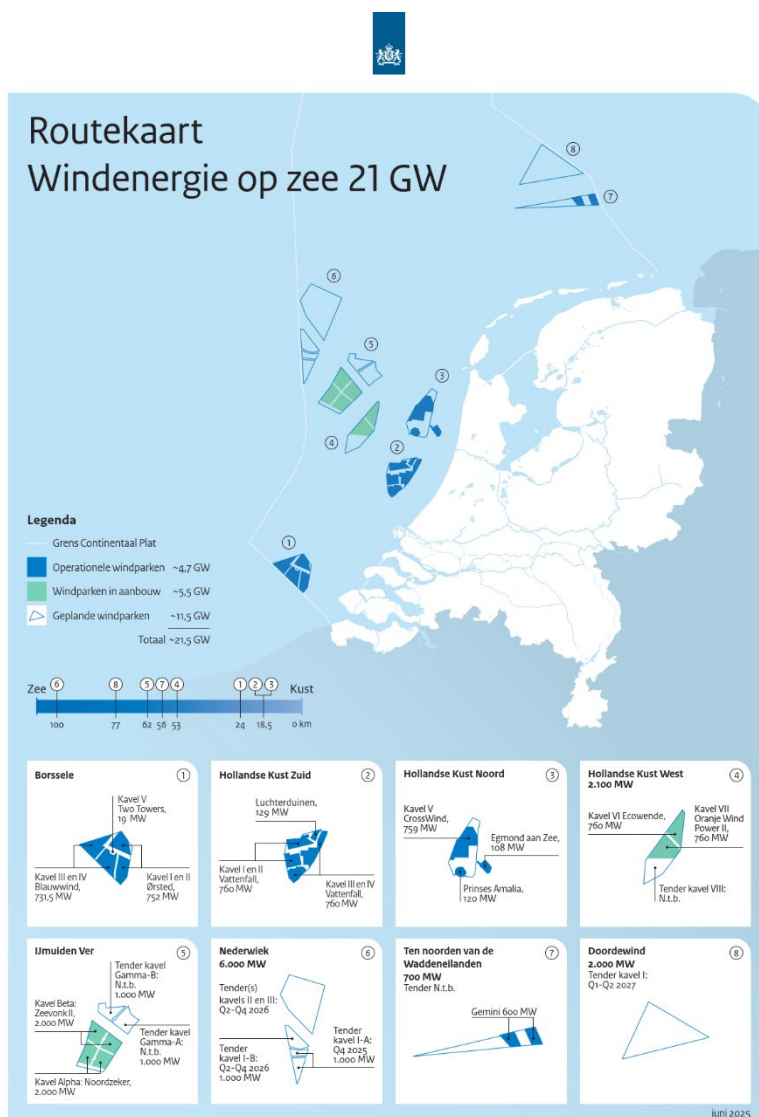 Routekaart
Windenergie op zee 21 GW
8
7
6
5
3
4
2
1
Legenda
Grens Continentaal Plat
Operationele windparken ~4,7 GW
Windparken in aanbouw ~5,5 GW
Geplande windparken ~11,5 GW
Totaal ~21,5 GW
Zee 6 8 5 7 4 1 2 3 Kust
100 77 62 56 53 24 18,5 0 km
Borssele 1
Kavel V
Two Towers,
19 MW
Kavel III en IV
Blauwwind,
731,5 MW
Kavel I en II
Ørsted,
752 MW
Hollandse Kust Zuid 2
Luchterduinen,
129 MW
Kavel I en II
Vattenfall,
760 MW
Kavel III en IV
Vattenfall,
760 MW
Hollandse Kust Noord 3
Kavel V
CrossWind,
759 MW
Egmond aan Zee,
108 MW
Prinses Amalia,
120 MW
Hollandse Kust West 4
2.100 MW
Kavel VI Ecowende,
760 MW
Kavel VII
Oranje Wind
Power II,
760 MW
Tender kavel VIII:
N.t.b.
IJmuiden Ver 5
Tender kavel
Gamma-B:
N.t.b.
1.000 MW
Kavel Beta:
Zeevonk II,
2.000 MW
Tender kavel
Gamma-A:
N.t.b.
1.000 MW
Kavel Alpha: Noordzeker,
2.000 MW
Nederwiek 6
6.000 MW
Tender(s)
kavels II en III:
Q2-Q4 2026
Tender
kavel I-B:
Q2-Q4 2026
1.000 MW
Tender
kavel I-A:
Q4 2025
1.000 MW
Ten noorden van de 7
Waddeneilanden
700 MW
Tender N.t.b.
Gemini 600 MW
Doordewind 8
2.000 MW
Tender kavel I:
Q1-Q2 2027
juni 2025